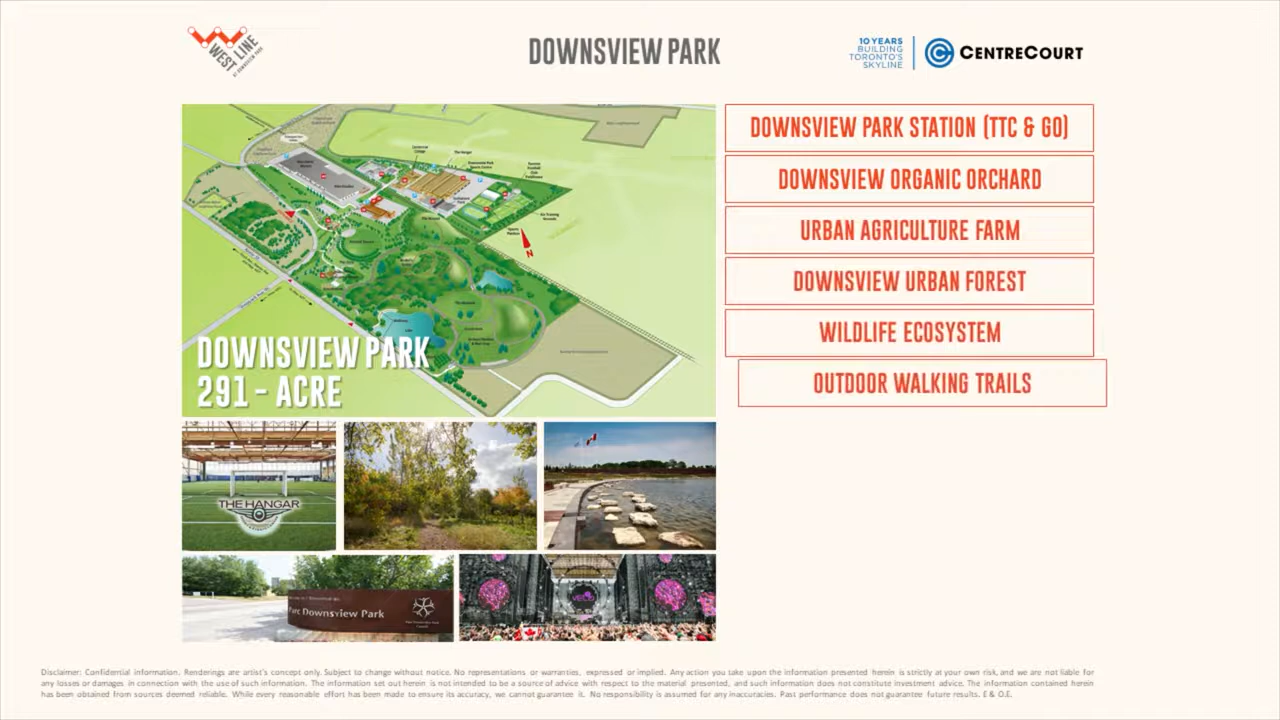 WEST LINE
AT DOWNSVIEW PARK
DOWNSVIEW PARK
10 YEARS
BUILDING
TORONTO'S
SKYLINE
CENTRECOURT
DOWNSVIEW PARK STATION (TTC & GO)
DOWNSVIEW ORGANIC ORCHARD
URBAN AGRICULTURE FARM
DOWNSVIEW URBAN FOREST
WILDLIFE ECOSYSTEM
OUTDOOR WALKING TRAILS
The Hangar
N
DOWNSVIEW PARK
291 - ACRE
THE HANGAR
Parc Downsview Park
Disclaimer: Confidential information. Renderings are artist's concept only. Subject to change without notice. No representations or warranties, expressed or implied. Any action you take upon the information presented herein is strictly at your own risk, and we are not liable for
any losses or damages in connection with the use of such information. The information set out herein is not intended to be a source of advice with respect to the material presented, and such information does not constitute investment advice. The information contained herein
has been obtained from sources deemed reliable. While every reasonable effort has been made to ensure its accuracy, we cannot guarantee it. No responsibility is assumed for any inaccuracies. Past performance does not guarantee future results. E & O.E.